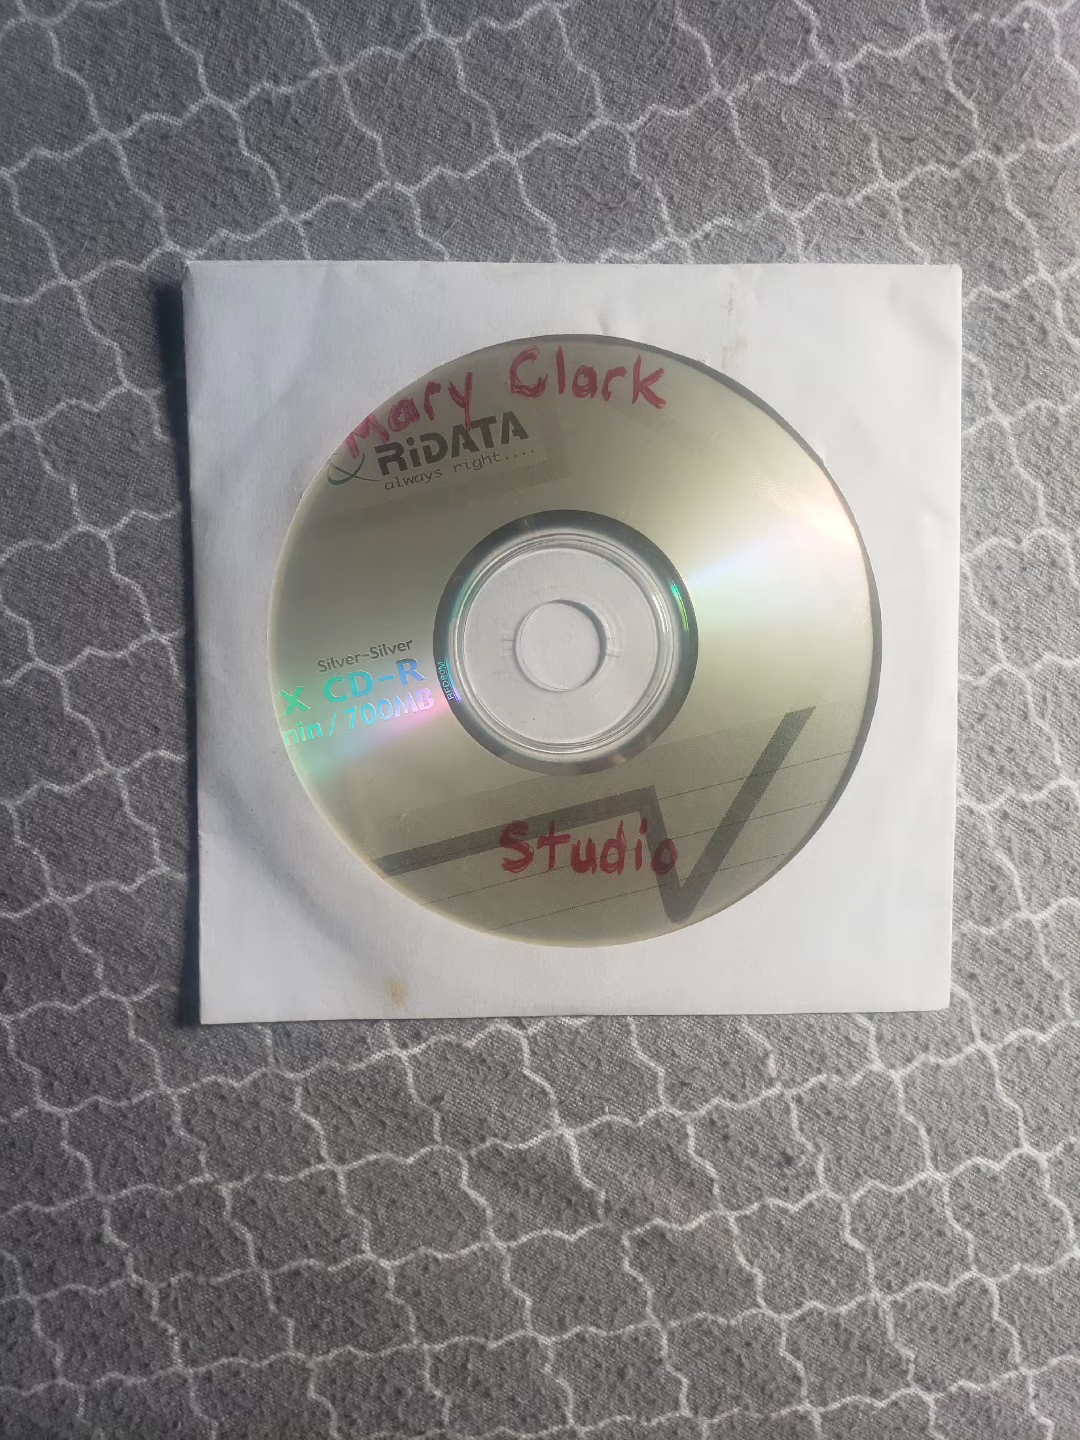 Mary Clark
RiDATA
always right....
Silver-Silver
X CD-R
min/700MB
Studio